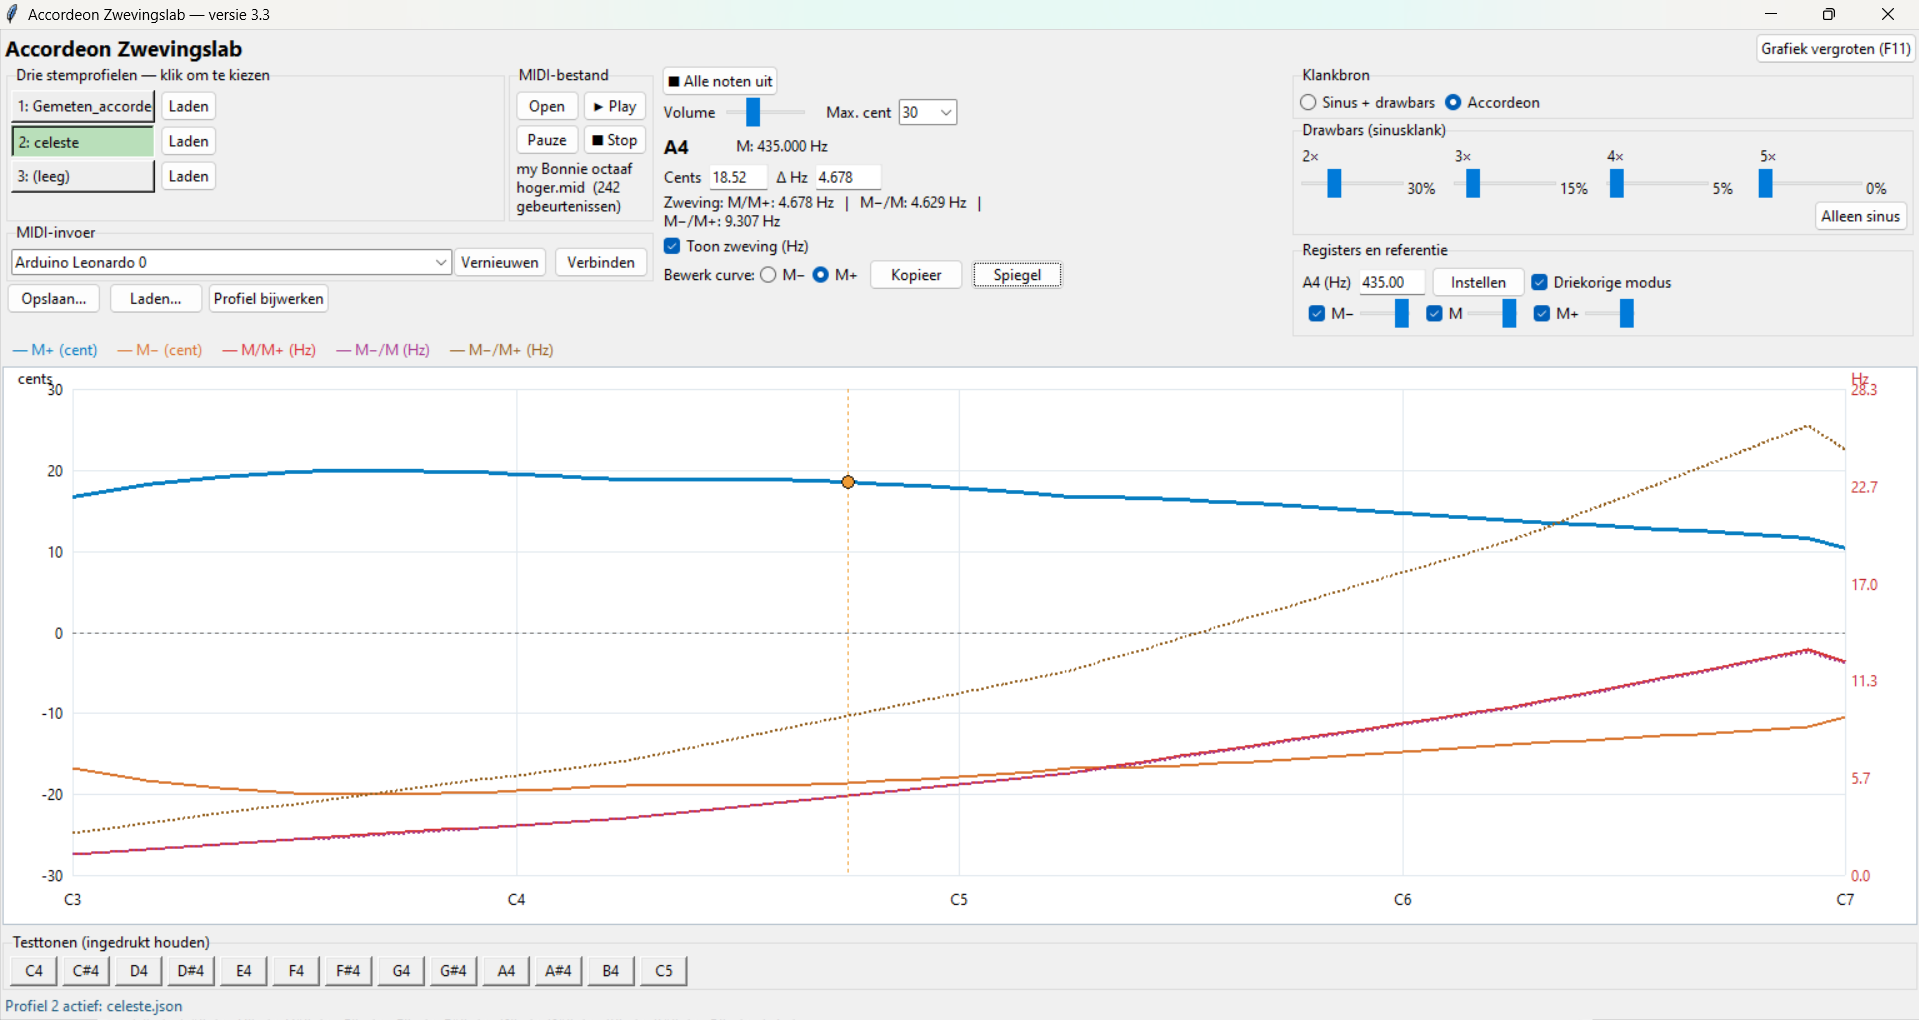 Accordeon Zwevingslab — versie 3.3
Accordeon Zwevingslab
Grafiek vergroten (F11)
Drie stemprofielen — klik om te kiezen
1: Gemeten_accorde
Laden
2: celeste
Laden
3: (leeg)
Laden
MIDI-bestand
Open
► Play
Pauze
■ Stop
my Bonnie octaaf
hoger.mid (242
gebeurtenissen)
MIDI-invoer
Arduino Leonardo 0
Vernieuwen
Verbinden
Opslaan...
Laden...
Profiel bijwerken
■ Alle noten uit
Volume
Max. cent
30
A4
M: 435.000 Hz
Cents
18.52
Δ Hz
4.678
Zweving: M/M+: 4.678 Hz | M−/M: 4.629 Hz |
M−/M+: 9.307 Hz
Toon zweving (Hz)
Bewerk curve:
M−
M+
Kopieer
Spiegel
Klankbron
Sinus + drawbars
Accordeon
Drawbars (sinusklank)
2×
3×
4×
5×
30%
15%
5%
0%
Alleen sinus
Registers en referentie
A4 (Hz)
435.00
Instellen
Driekorige modus
M−
M
M+
— M+ (cent)
— M− (cent)
— M/M+ (Hz)
— M−/M (Hz)
— M−/M+ (Hz)
cents
Hz
30
20
10
0
-10
-20
-30
28.3
22.7
17.0
11.3
5.7
0.0
C3
C4
C5
C6
C7
Testtonen (ingedrukt houden)
C4
C#4
D4
D#4
E4
F4
F#4
G4
G#4
A4
A#4
B4
C5
Profiel 2 actief: celeste.json